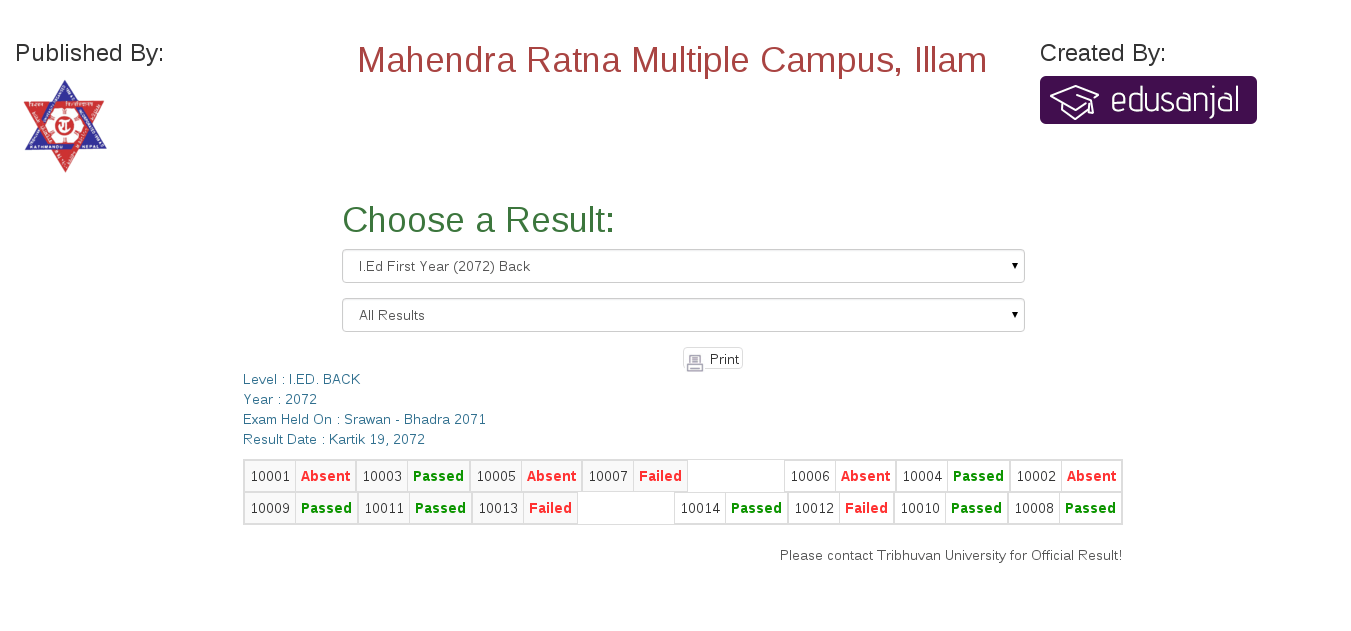 Published By:
Mahendra Ratna Multiple Campus, Illam
Created By:
edusanjal
KATHMANDU NEPAL
Choose a Result:
I.Ed First Year (2072) Back
All Results
Print
Level : I.ED. BACK
Year : 2072
Exam Held On : Srawan - Bhadra 2071
Result Date : Kartik 19, 2072
10001 Absent 10003 Passed 10005 Absent 10007 Failed 10006 Absent 10004 Passed 10002 Absent
10009 Passed 10011 Passed 10013 Failed 10014 Passed 10012 Failed 10010 Passed 10008 Passed
Please contact Tribhuvan University for Official Result!